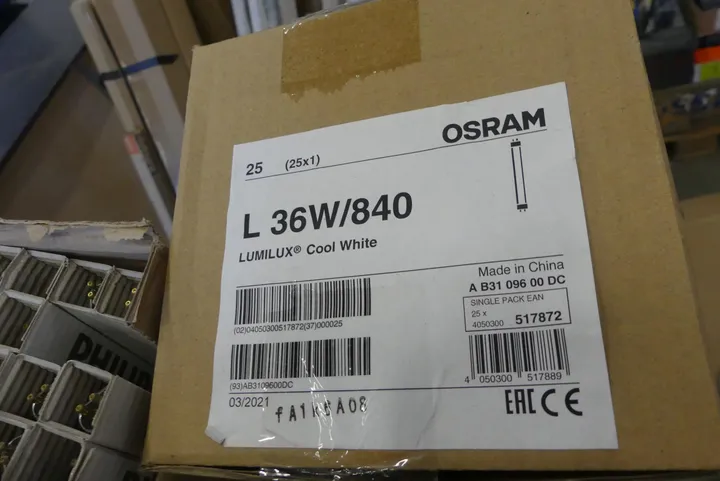 OSRAM
25 (25x1)
L 36W/840
LUMILUX® Cool White
Made in China
A B31 096 00 DC
SINGLE PACK EAN
25 x
4050300 517872
(02)04050300517872(37)000025
(93)AB3109600DC
4 050300 517889
03/2021
EAC CE
PHILIPS